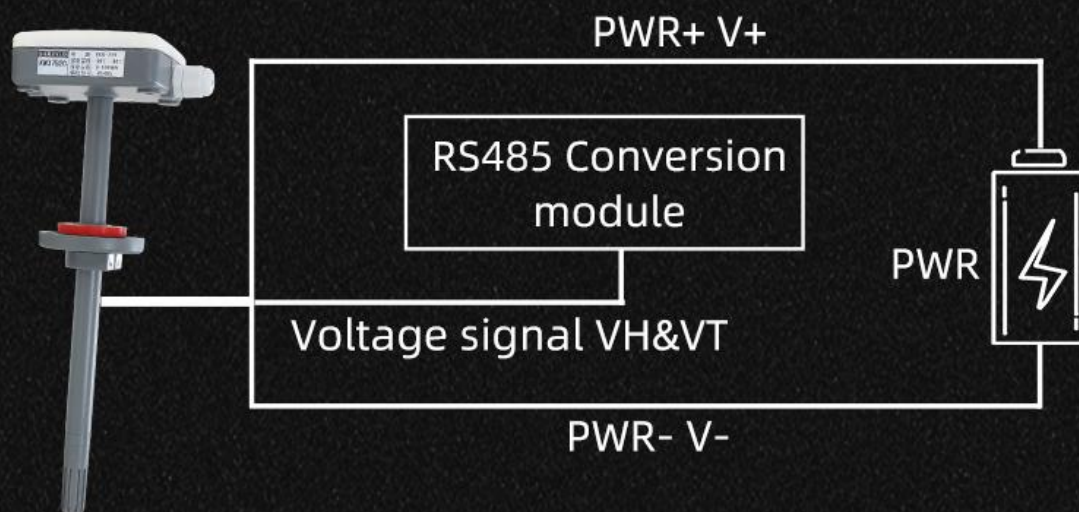 PWR+ V+
RS485 Conversion
module
PWR
Voltage signal VH&VT
PWR- V-